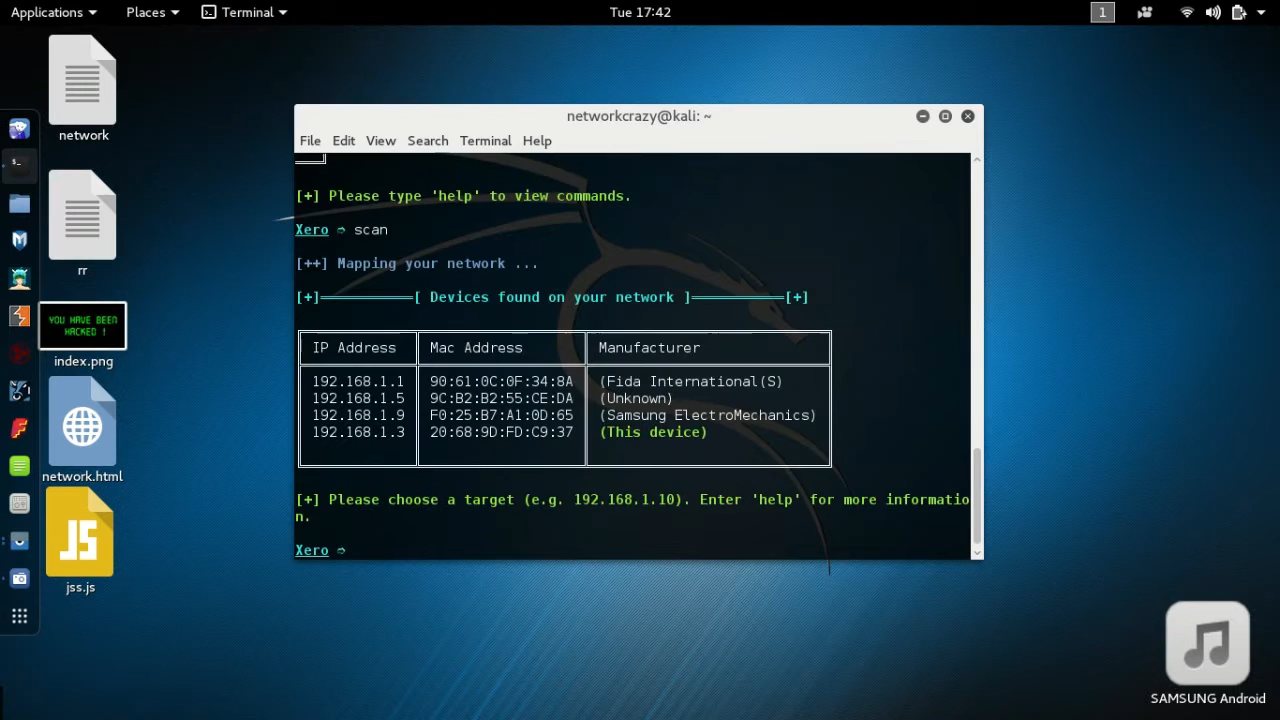 Applications Places Terminal Tue 17:42 1
network
rr
YOU HAVE BEEN
HACKED !
index.png
network.html
JS
jss.js
networkcrazy@kali: ~
File Edit View Search Terminal Help
[+] Please type 'help' to view commands.
Xero ➮ scan
[++] Mapping your network ...
[+]═══════════[ Devices found on your network ]═══════════[+]
IP Address Mac Address Manufacturer
192.168.1.1 90:61:0C:0F:34:8A (Fida International(S)
192.168.1.5 9C:B2:B2:55:CE:DA (Unknown)
192.168.1.9 F0:25:B7:A1:0D:65 (Samsung ElectroMechanics)
192.168.1.3 20:68:9D:FD:C9:37 (This device)
[+] Please choose a target (e.g. 192.168.1.10). Enter 'help' for more informatio
n.
Xero ➮
SAMSUNG Android